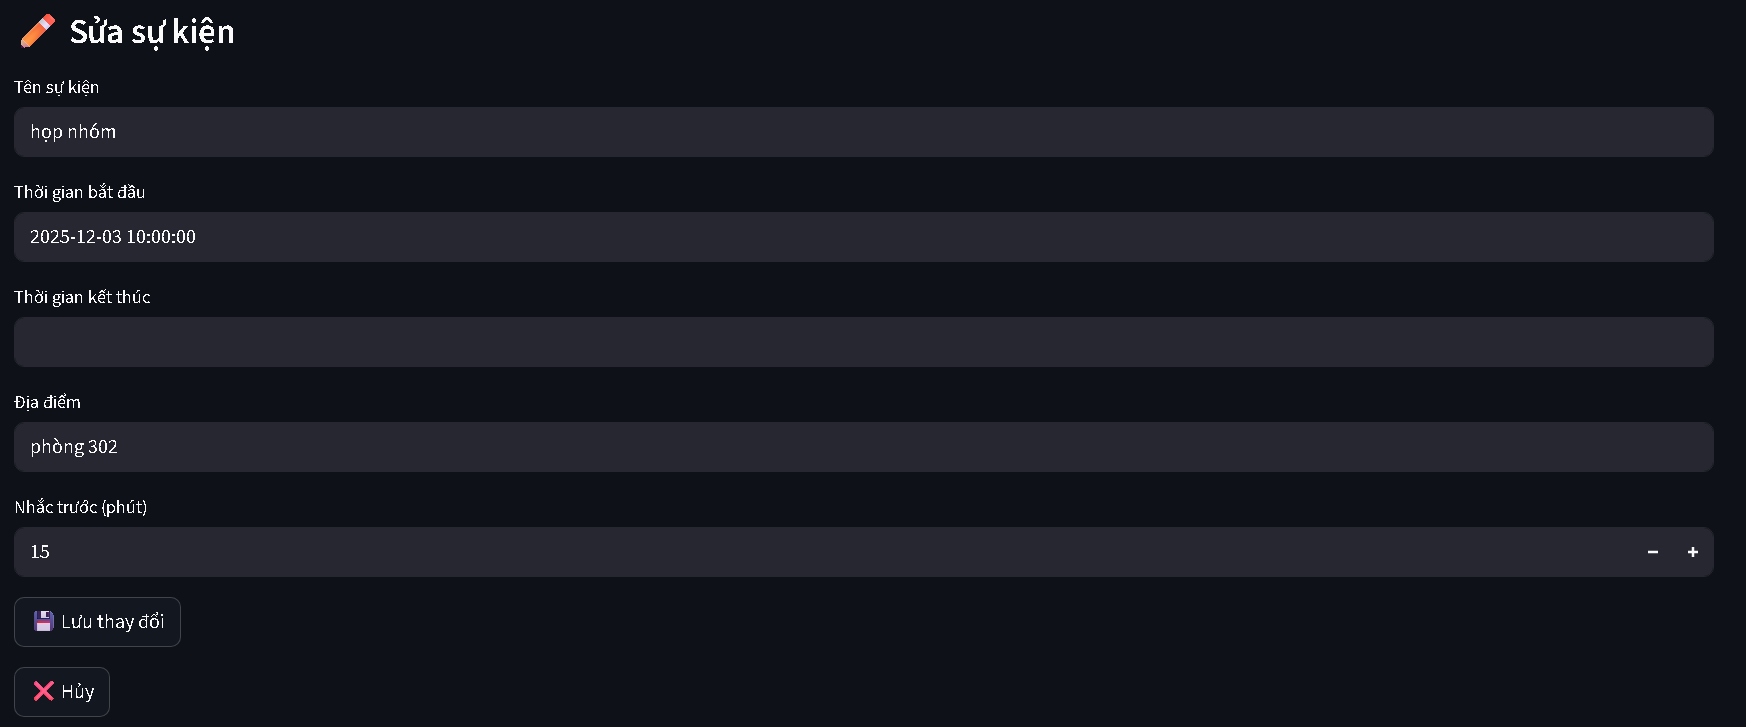 Sửa sự kiện
Tên sự kiện
họp nhóm
Thời gian bắt đầu
2025-12-03 10:00:00
Thời gian kết thúc
Địa điểm
phòng 302
Nhắc trước (phút)
15
Lưu thay đổi
Hủy